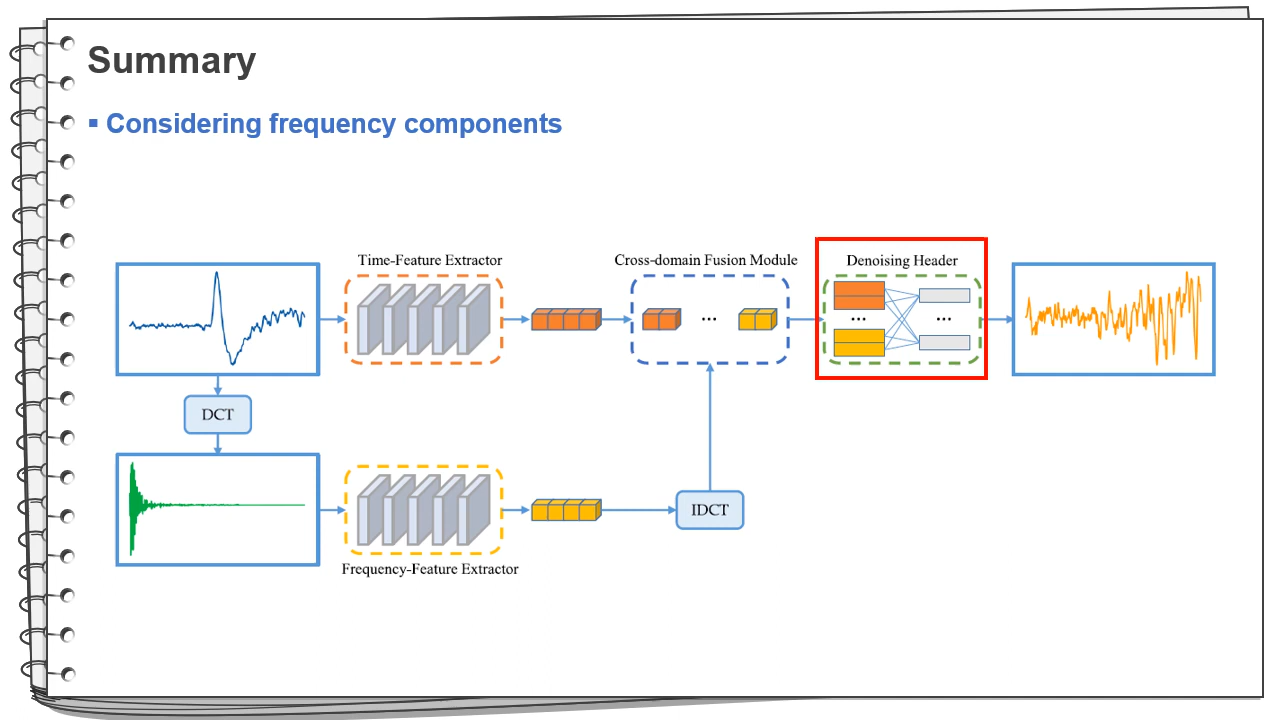 Summary
▪ Considering frequency components
Time-Feature Extractor
Cross-domain Fusion Module
Denoising Header
...
...
...
DCT
IDCT
Frequency-Feature Extractor